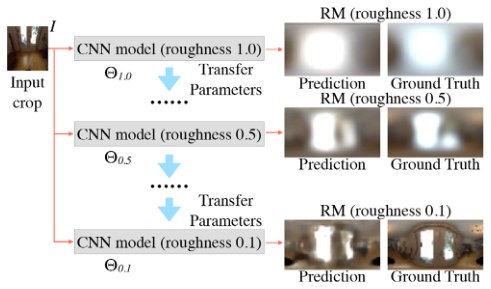 I
Input
crop
CNN model (roughness 1.0)
Θ1.0
Transfer
Parameters
......
RM (roughness 1.0)
Prediction Ground Truth
CNN model (roughness 0.5)
Θ0.5
......
RM (roughness 0.5)
Prediction Ground Truth
Transfer
Parameters
CNN model (roughness 0.1)
Θ0.1
RM (roughness 0.1)
Prediction Ground Truth